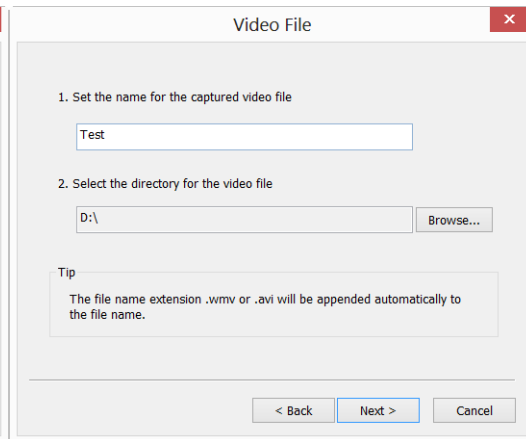 Video File
1. Set the name for the captured video file
Test
2. Select the directory for the video file
D:\
Browse...
Tip
The file name extension .wmv or .avi will be appended automatically to
the file name.
< Back
Next >
Cancel